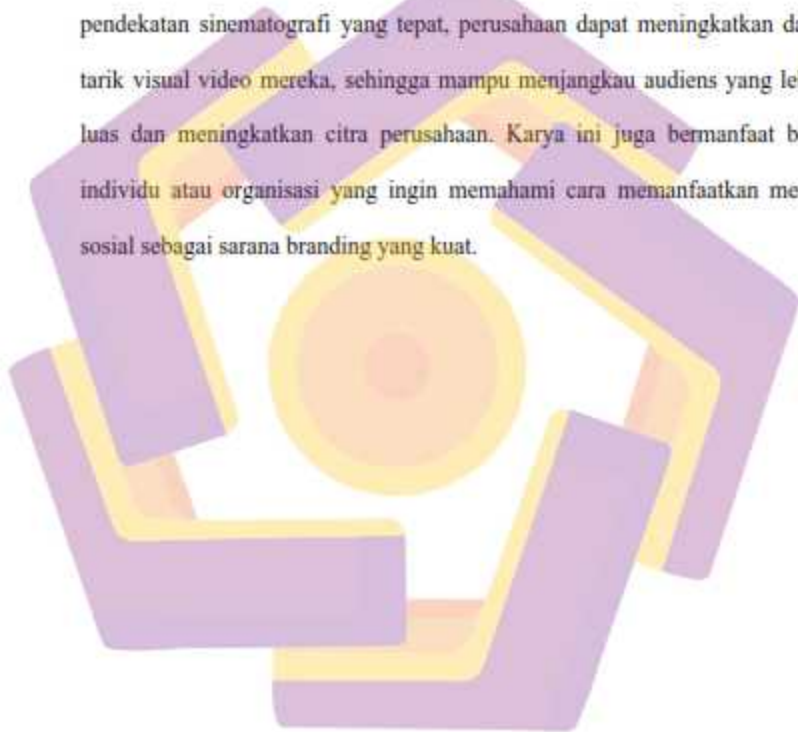 pendekatan sinematografi yang tepat, perusahaan dapat meningkatkan da
tarik visual video mereka, sehingga mampu menjangkau audiens yang le
luas dan meningkatkan citra perusahaan. Karya ini juga bermanfaat b
individu atau organisasi yang ingin memahami cara memanfaatkan me
sosial sebagai sarana branding yang kuat.